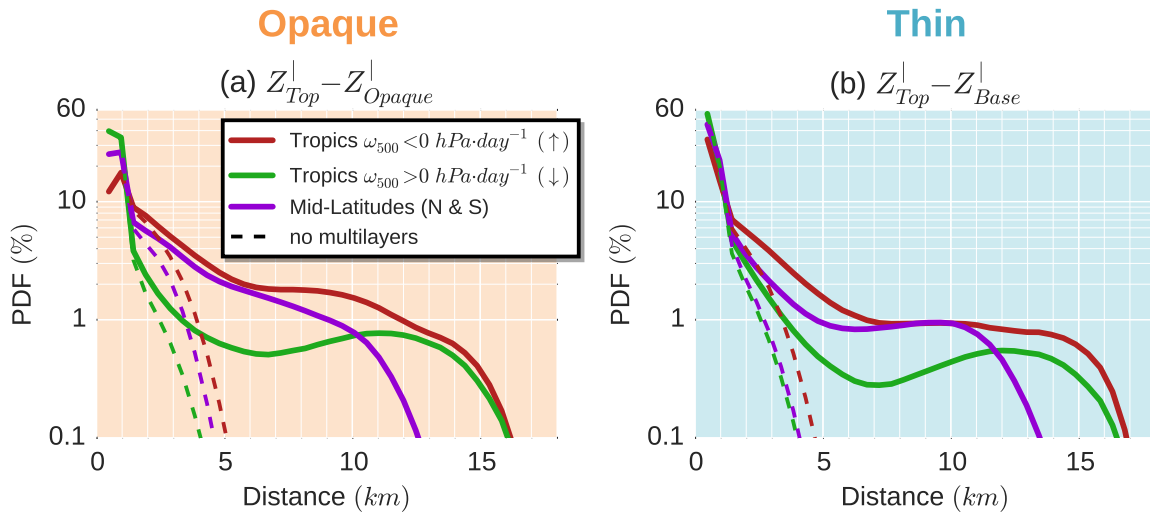 Opaque
(a) Z|Top−Z|Opaque
60
10
1
0.1
PDF (%)
Tropics ω500 <0 hPa·day−1 (↑)
Tropics ω500 >0 hPa·day−1 (↓)
Mid-Latitudes (N & S)
no multilayers
0 5 10 15
Distance (km)
Thin
(b) Z|Top−Z|Base
60
10
1
0.1
PDF (%)
0 5 10 15
Distance (km)